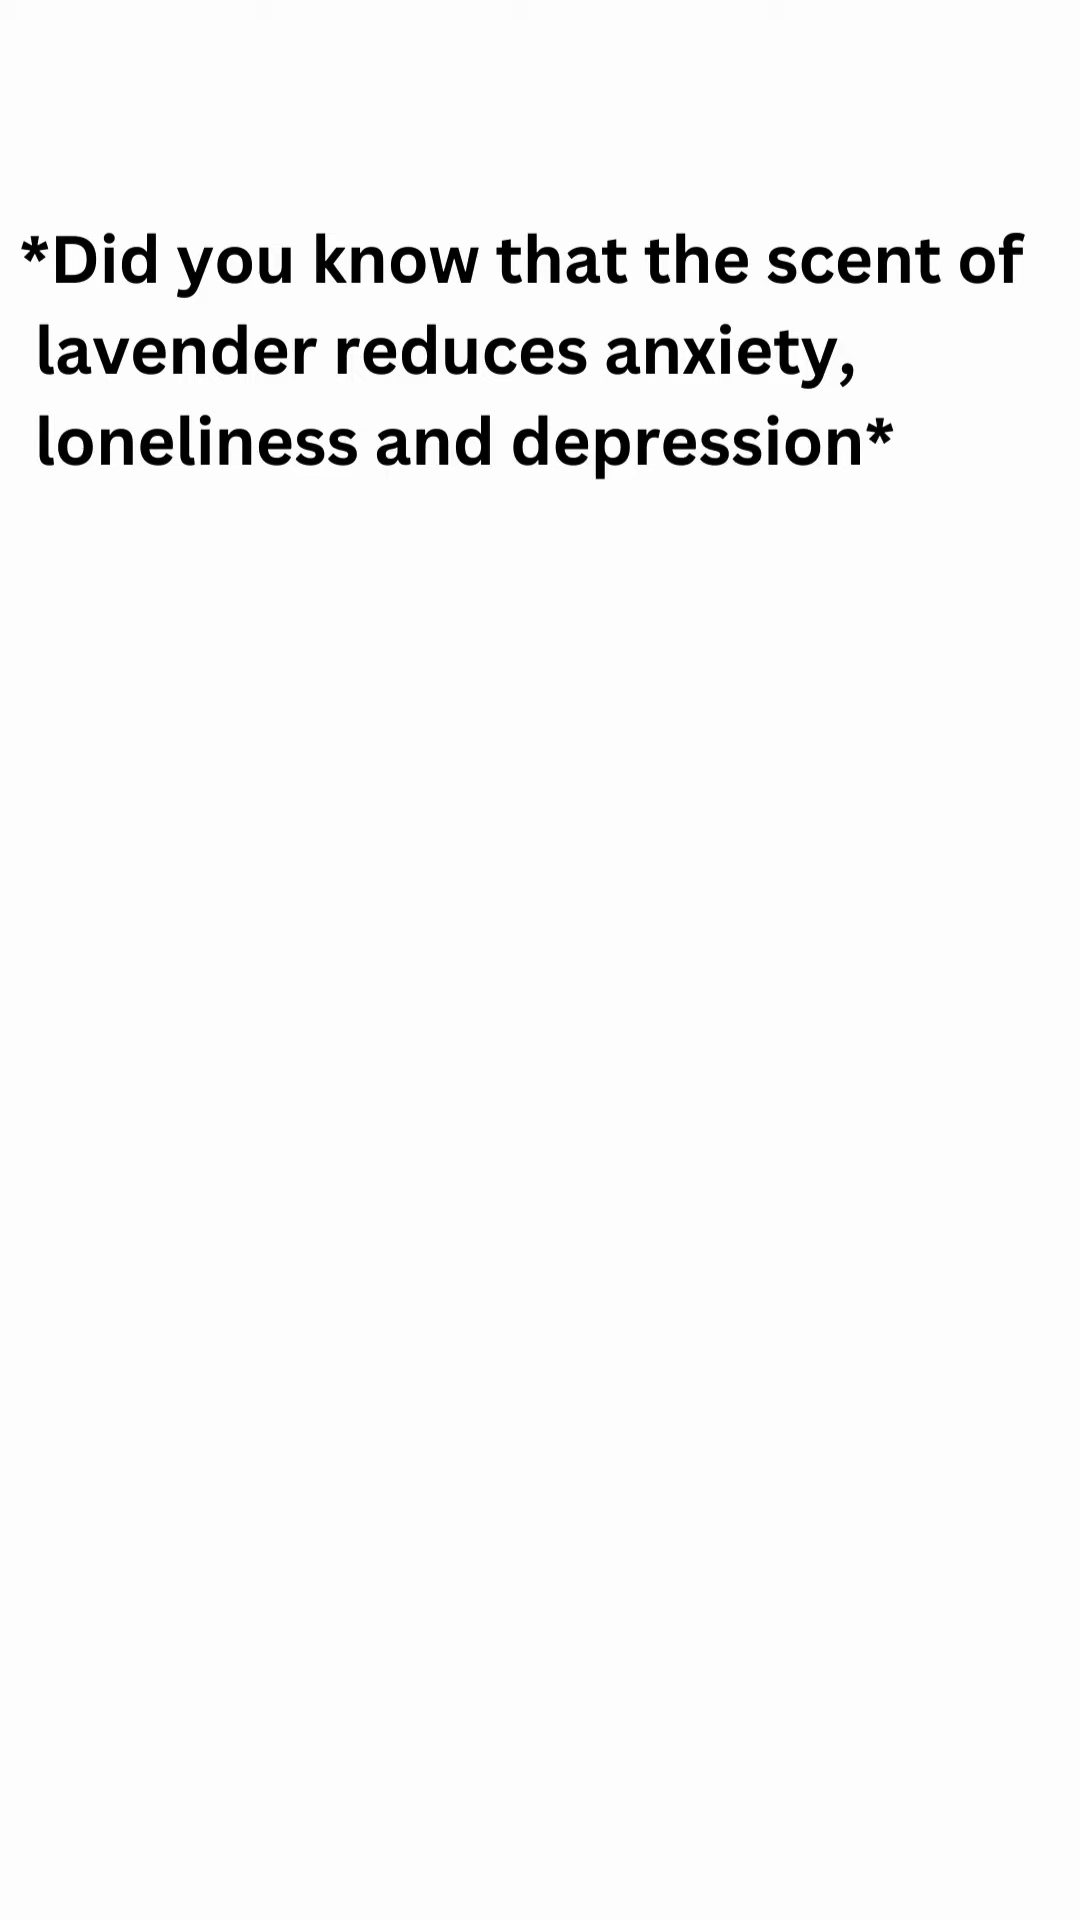 *Did you know that the scent of
lavender reduces anxiety,
loneliness and depression*